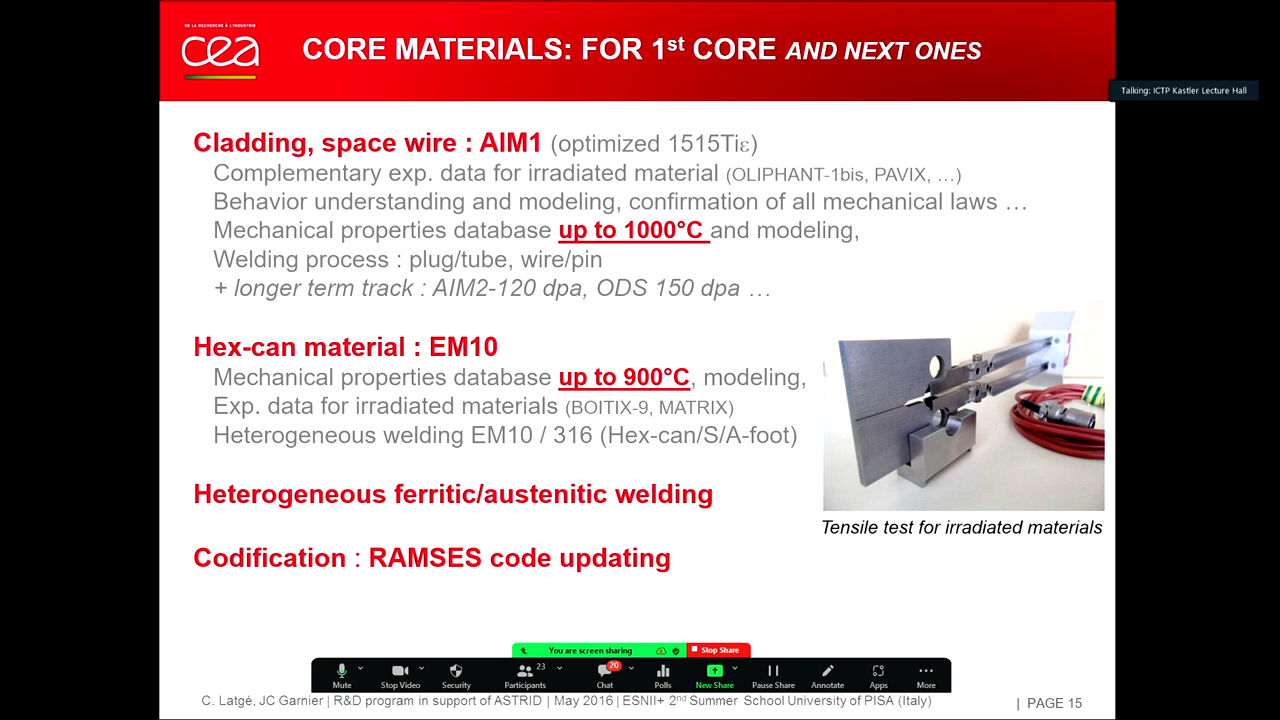 DE LA RECHERCHE À L'INDUSTRIE
cea
CORE MATERIALS: FOR 1st CORE AND NEXT ONES
Talking: ICTP Kastler Lecture Hall
Cladding, space wire : AIM1 (optimized 1515Tiε)
Complementary exp. data for irradiated material (OLIPHANT-1bis, PAVIX, …)
Behavior understanding and modeling, confirmation of all mechanical laws …
Mechanical properties database up to 1000°C and modeling,
Welding process : plug/tube, wire/pin
+ longer term track : AIM2-120 dpa, ODS 150 dpa …
Hex-can material : EM10
Mechanical properties database up to 900°C, modeling,
Exp. data for irradiated materials (BOITIX-9, MATRIX)
Heterogeneous welding EM10 / 316 (Hex-can/S/A-foot)
Heterogeneous ferritic/austenitic welding
Tensile test for irradiated materials
Codification : RAMSES code updating
You are screen sharing Stop Share
23 20
Mute Stop Video Security Participants Chat Polls New Share Pause Share Annotate Apps More
C. Latgé, JC Garnier | R&D program in support of ASTRID | May 2016 | ESNII+ 2nd Summer School University of PISA (Italy)
| PAGE 15